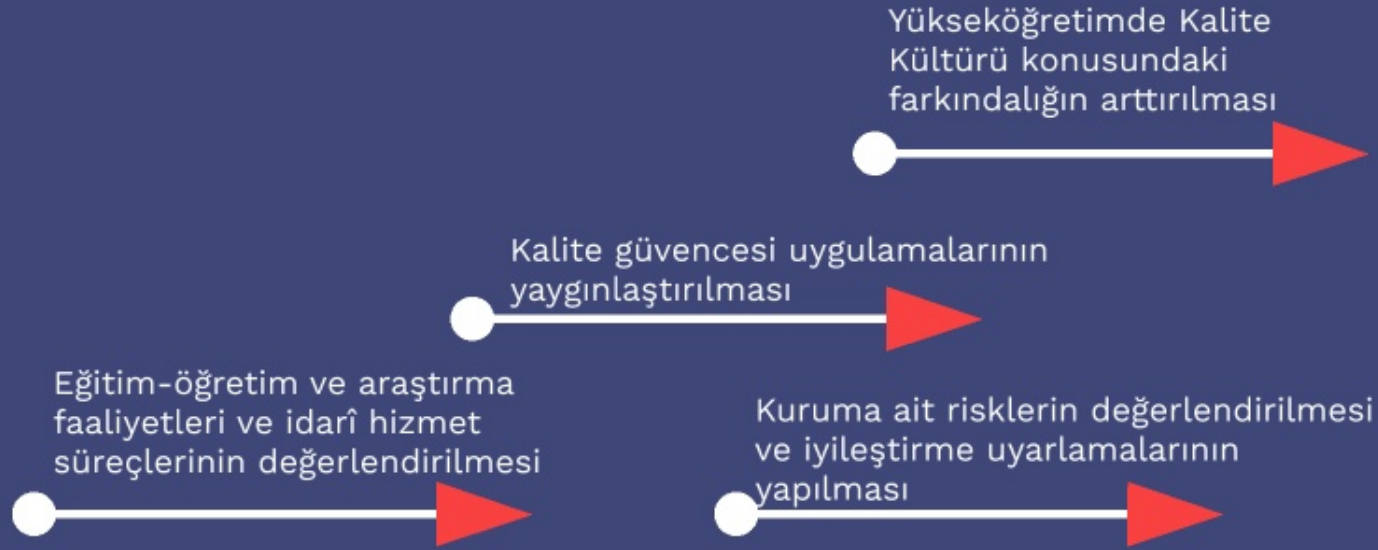 Yükseköğretimde Kalite
Kültürü konusundaki
farkındalığın arttırılması
Kalite güvencesi uygulamalarının
yaygınlaştırılması
Eğitim-öğretim ve araştırma
faaliyetleri ve idarî hizmet
süreçlerinin değerlendirilmesi
Kuruma ait risklerin değerlendirilmesi
ve iyileştirme uyarlamalarının
yapılması